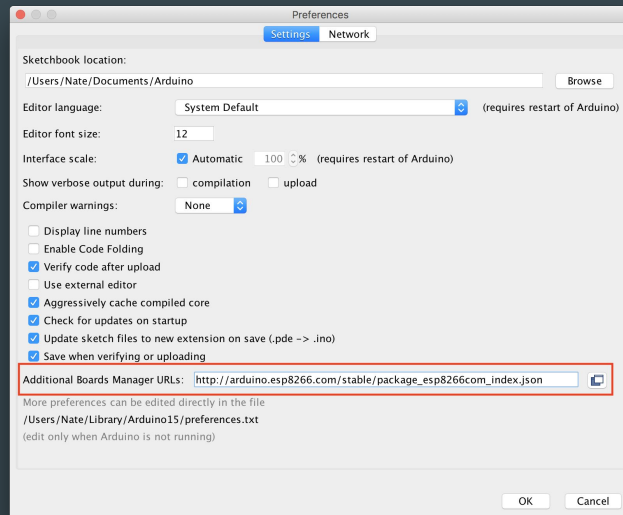 Preferences
Settings Network
Sketchbook location:
/Users/Nate/Documents/Arduino Browse
Editor language: System Default (requires restart of Arduino)
Editor font size: 12
Interface scale: Automatic 100 % (requires restart of Arduino)
Show verbose output during: compilation upload
Compiler warnings: None
Display line numbers
Enable Code Folding
Verify code after upload
Use external editor
Aggressively cache compiled core
Check for updates on startup
Update sketch files to new extension on save (.pde -> .ino)
Save when verifying or uploading
Additional Boards Manager URLs: http://arduino.esp8266.com/stable/package_esp8266com_index.json
More preferences can be edited directly in the file
/Users/Nate/Library/Arduino15/preferences.txt
(edit only when Arduino is not running)
OK Cancel